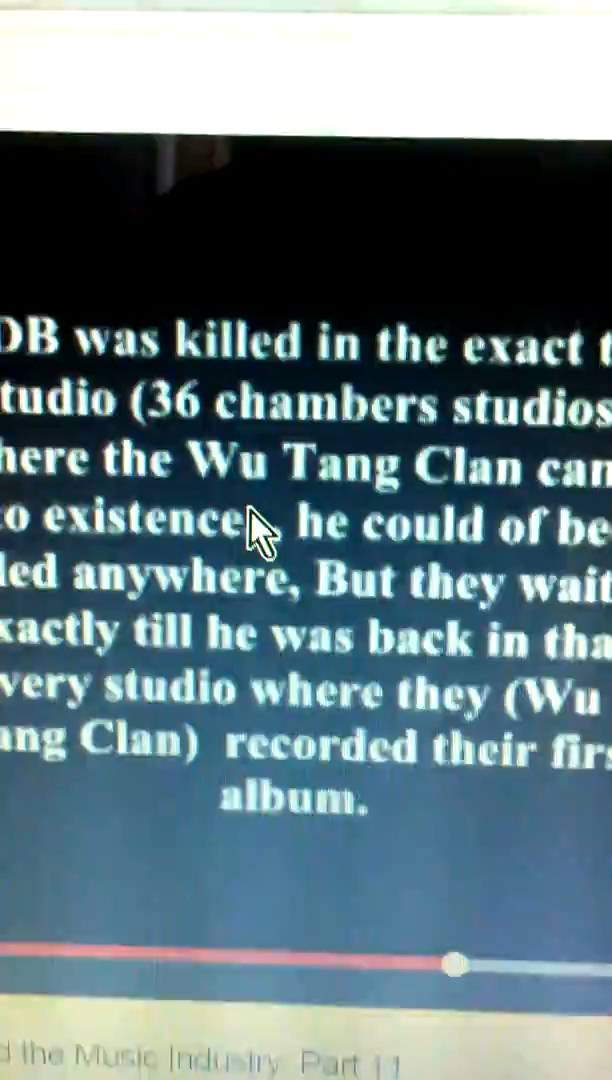 DB was killed in the exact t
tudio (36 chambers studios
here the Wu Tang Clan cam
to existence, he could of be
led anywhere, But they wait
xactly till he was back in tha
very studio where they (Wu
ang Clan) recorded their firs
album.
d the Music Industry Part 11